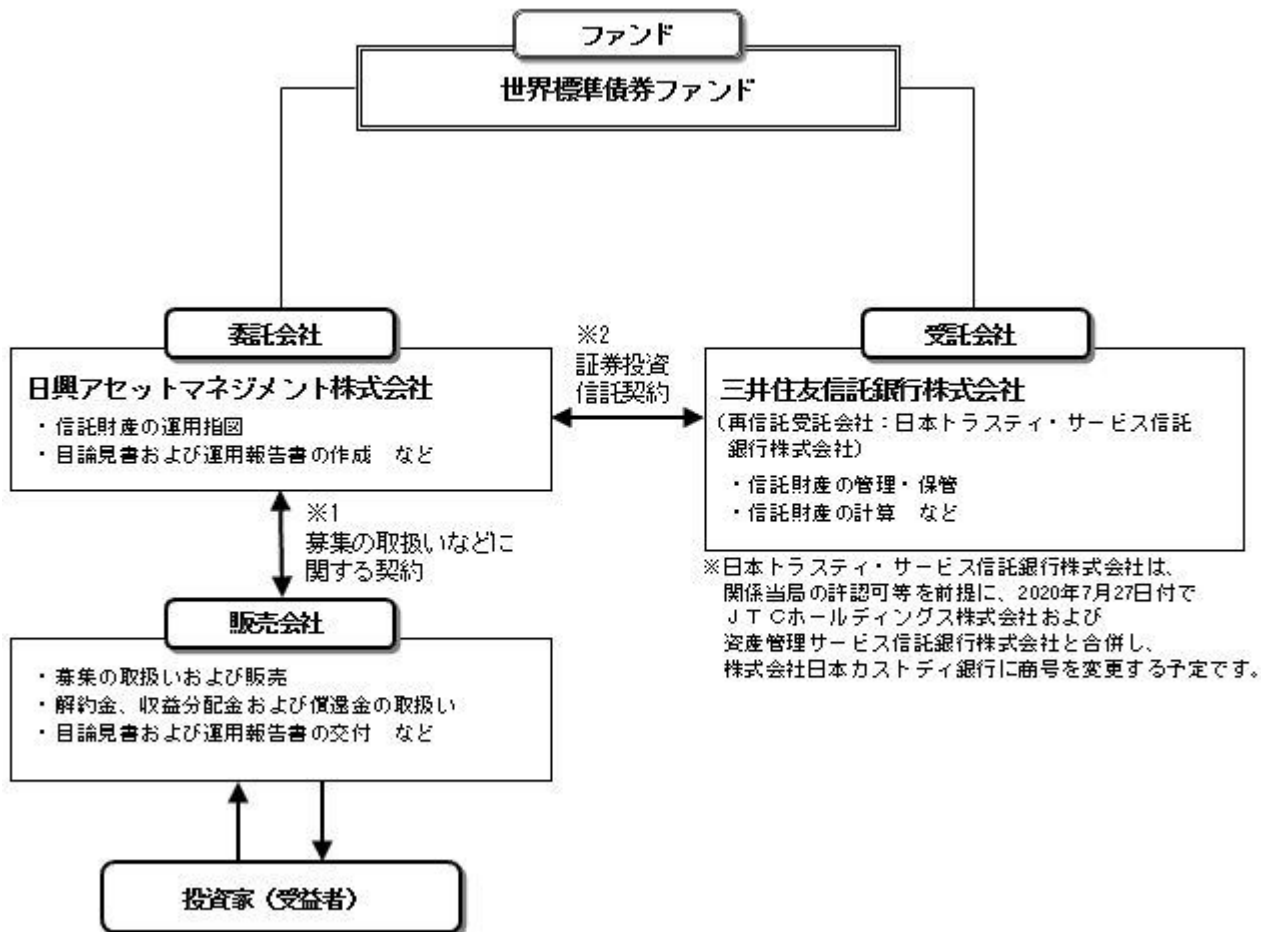 ファンド
世界標準債券ファンド
委託会社
日興アセットマネジメント株式会社
・信託財産の運用指図
・目論見書および運用報告書の作成　など
※2
証券投資
信託契約
受託会社
三井住友信託銀行株式会社
(再信託受託会社：日本トラスティ・サービス信託
銀行株式会社)
・信託財産の管理・保管
・信託財産の計算　など
※日本トラスティ・サービス信託銀行株式会社は、
関係当局の許認可等を前提に、2020年7月27日付で
ＪＴＣホールディングス株式会社および
資産管理サービス信託銀行株式会社と合併し、
株式会社日本カストディ銀行に商号を変更する予定です。
※1
募集の取扱いなどに
関する契約
販売会社
・募集の取扱いおよび販売
・解約金、収益分配金および償還金の取扱い
・目論見書および運用報告書の交付　など
投資家（受益者）